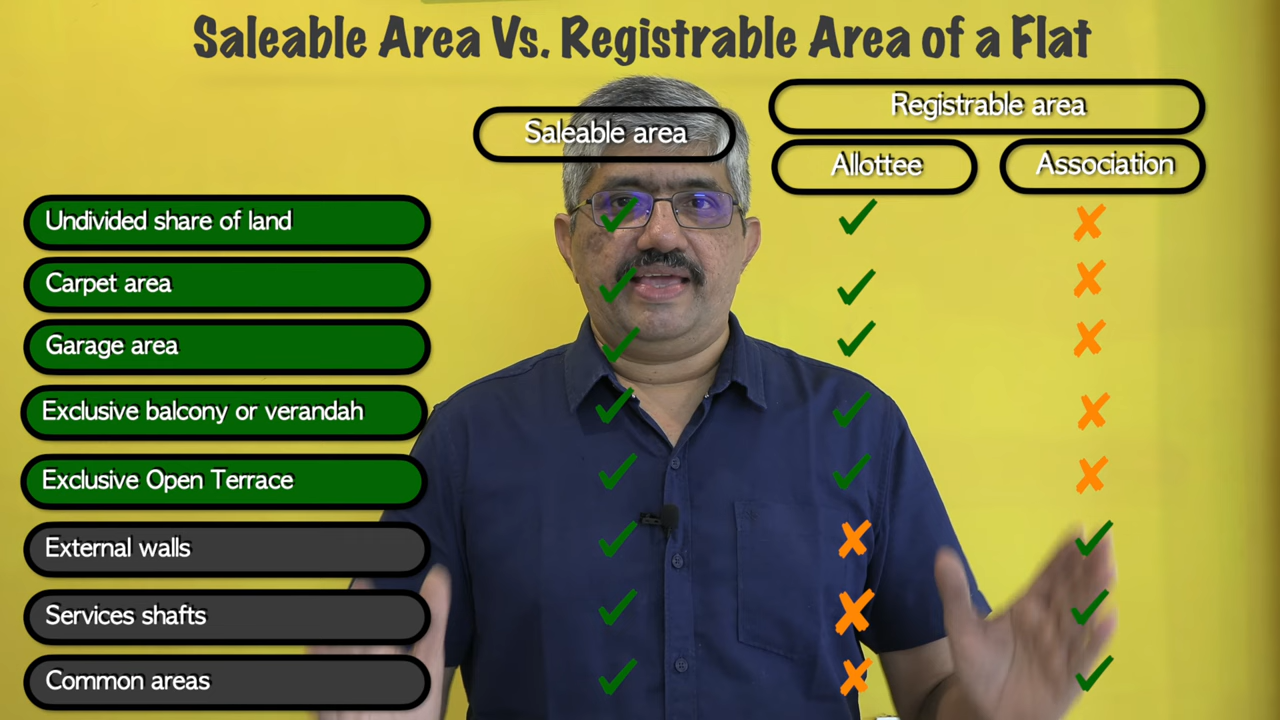 Saleable Area Vs. Registrable Area of a Flat
Registrable area
Saleable area
Allottee
Association
Undivided share of land
Carpet area
Garage area
Exclusive balcony or verandah
Exclusive Open Terrace
External walls
Services shafts
Common areas